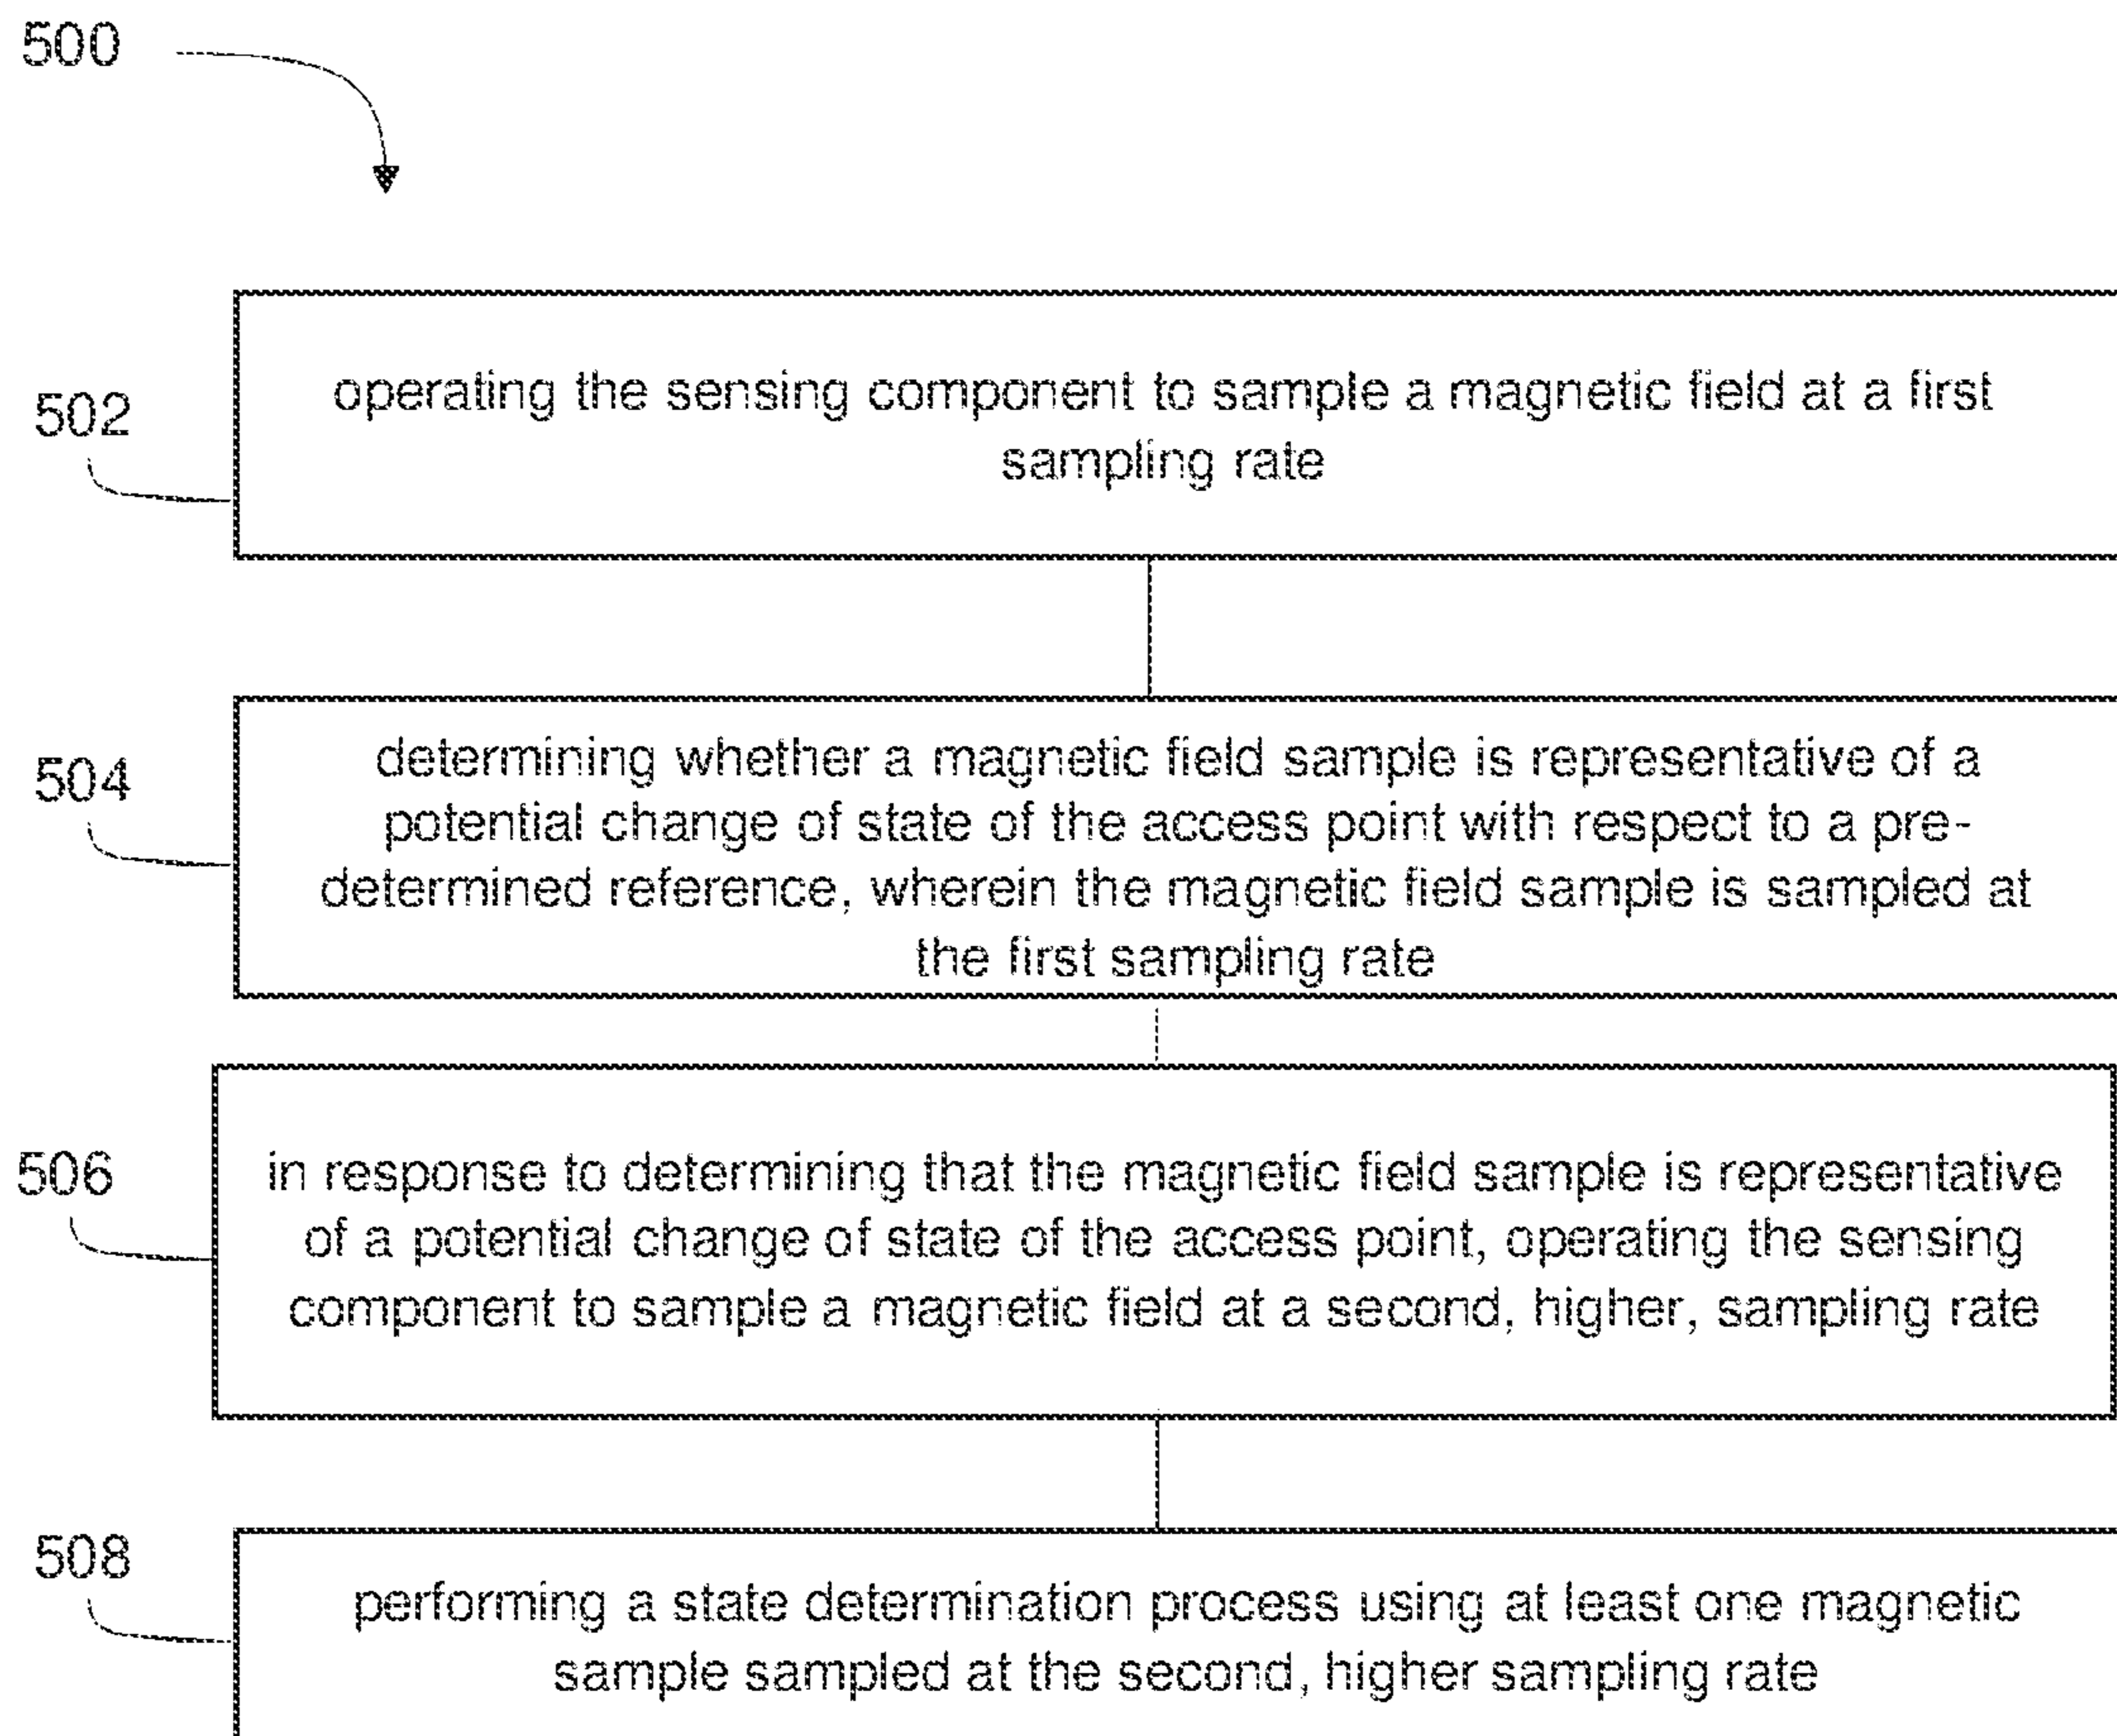 500
502
operating the sensing component to sample a magnetic field at a first
sampling rate
504
determining whether a magnetic field sample is representative of a
potential change of state of the access point with respect to a pre-
determined reference, wherein the magnetic field sample is sampled at
the first sampling rate
506
in response to determining that the magnetic field sample is representative
of a potential change of state of the access point, operating the sensing
component to sample a magnetic field at a second, higher, sampling rate
508
performing a state determination process using at least one magnetic
sample sampled at the second, higher sampling rate